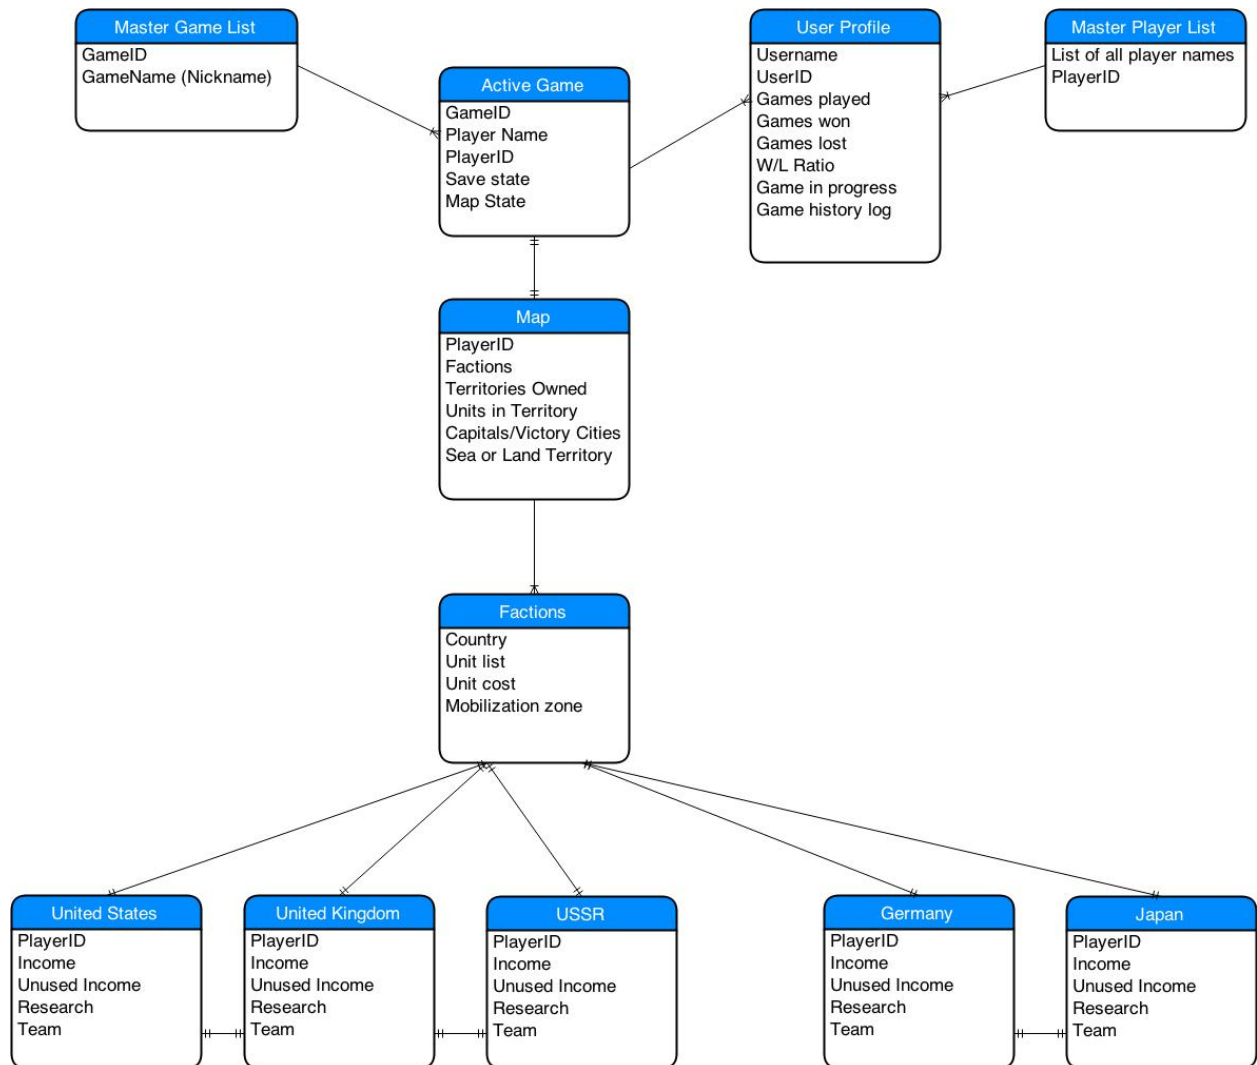 Master Game List
GameID
GameName (Nickname)
Active Game
GameID
Player Name
PlayerID
Save state
Map State
User Profile
Username
UserID
Games played
Games won
Games lost
W/L Ratio
Game in progress
Game history log
Master Player List
List of all player names
PlayerID
Map
PlayerID
Factions
Territories Owned
Units in Territory
Capitals/Victory Cities
Sea or Land Territory
Factions
Country
Unit list
Unit cost
Mobilization zone
United States
PlayerID
Income
Unused Income
Research
Team
United Kingdom
PlayerID
Income
Unused Income
Research
Team
USSR
PlayerID
Income
Unused Income
Research
Team
Germany
PlayerID
Income
Unused Income
Research
Team
Japan
PlayerID
Income
Unused Income
Research
Team